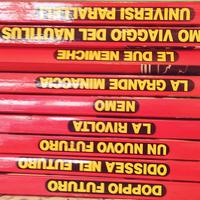 DOPPIO FUTURO
ODISSEA NEL FUTURO
UN NUOVO FUTURO
LA RIVOLTA
NEMO
LA GRANDE MINACCIA
LE DUE NEMICHE
MO VIAGGIO DEL NAUTILUS
UNIVERSI PARALLELI